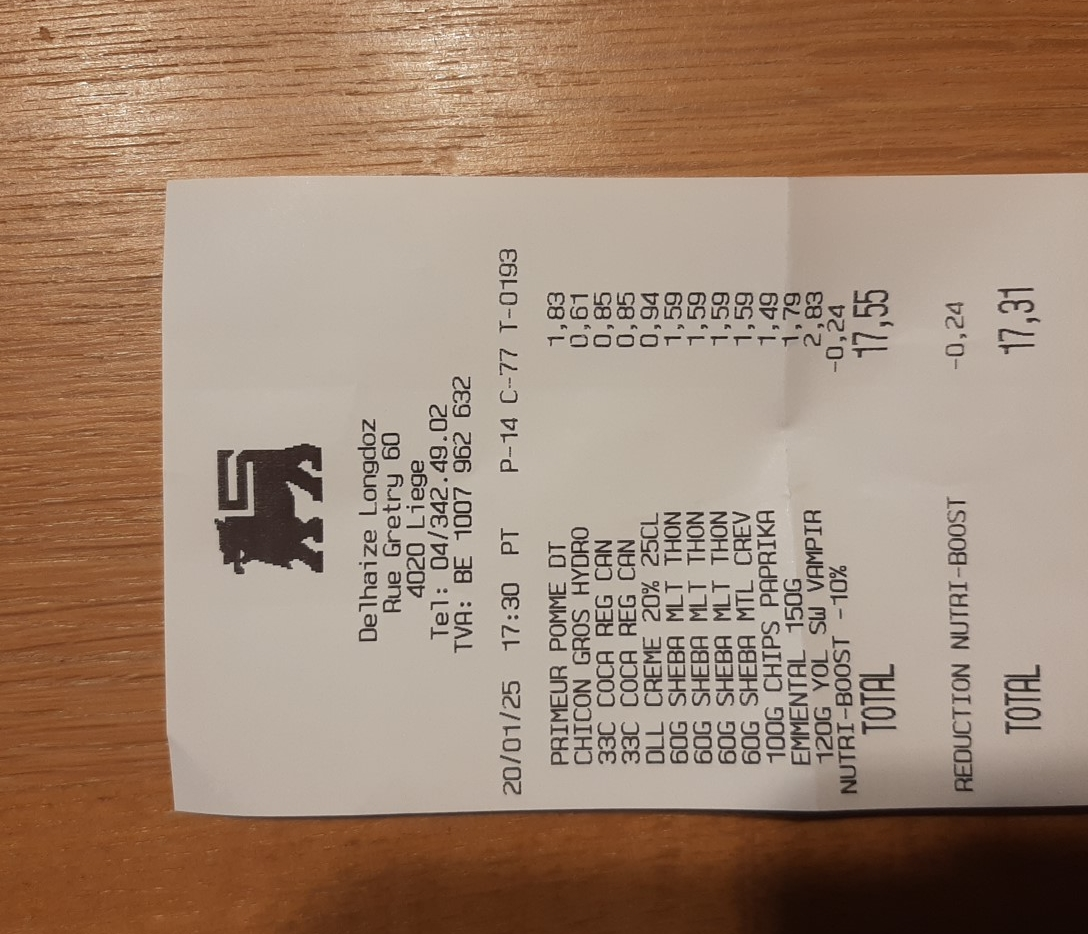 Delhaize Longdoz
Rue Gretry 60
4020 Liege
Tel: 04/342.49.02
TVA: BE 1007 962 632
20/01/25 17:30 PT P-14 C-77 T-0193
PRIMEUR POMME DT 1,83
CHICON GROS HYDRO 0,61
33C COCA REG CAN 0,85
33C COCA REG CAN 0,85
DLL CREME 20% 25CL 0,94
60G SHEBA MLT THON 1,59
60G SHEBA MLT THON 1,59
60G SHEBA MLT THON 1,59
60G SHEBA MTL CREV 1,59
100G CHIPS PAPRIKA 1,49
EMMENTAL 150G 1,79
120G YOL SW VAMPIR 2,83
NUTRI-BOOST -10% -0,24
TOTAL 17,55
REDUCTION NUTRI-BOOST -0,24
TOTAL 17,31